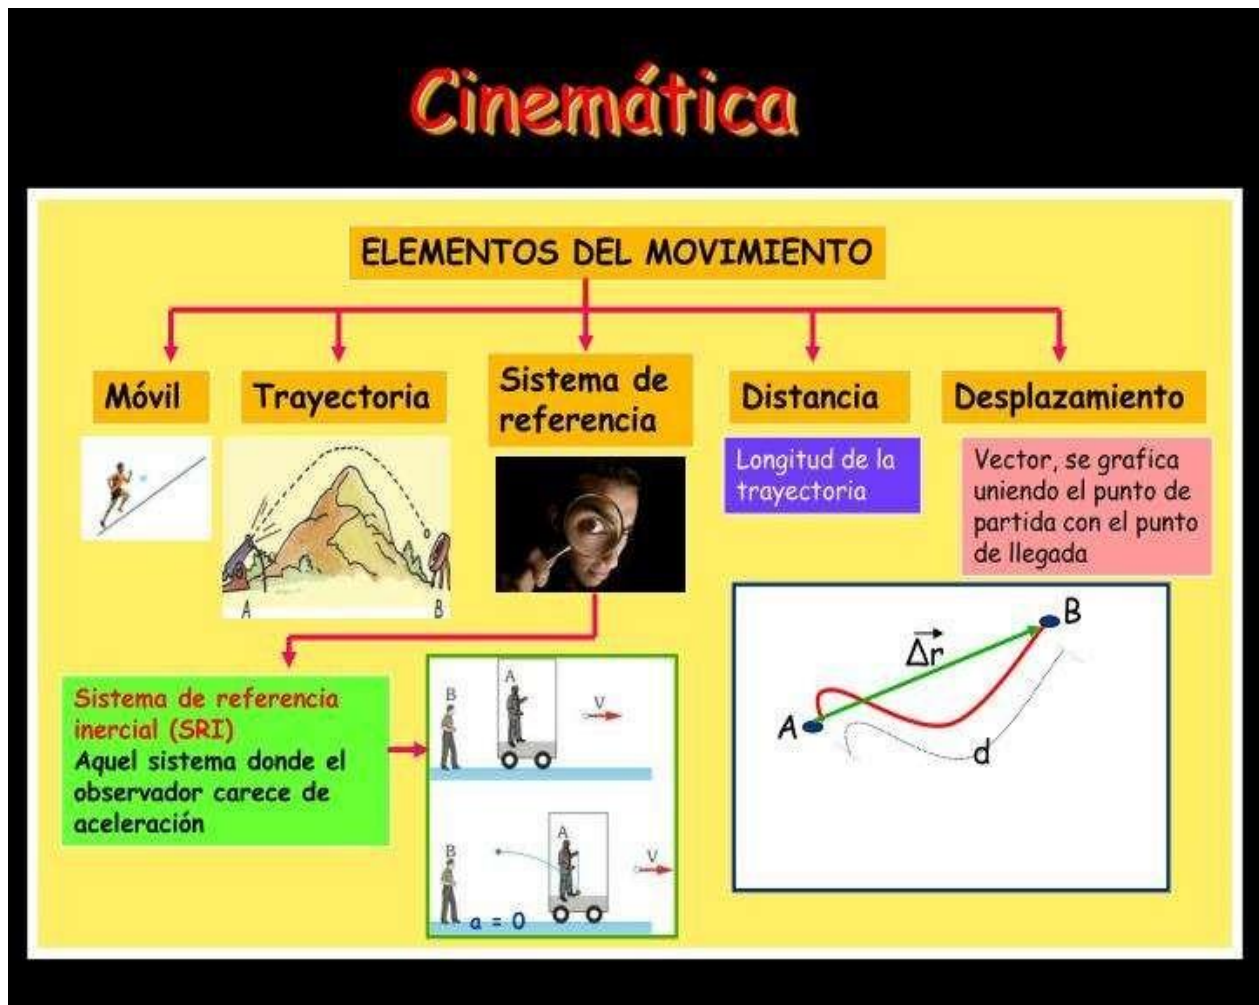 Cinemática
ELEMENTOS DEL MOVIMIENTO
Móvil
Trayectoria
Sistema de
referencia
Distancia
Desplazamiento
A
B
Longitud de la
trayectoria
Vector, se grafica
uniendo el punto de
partida con el punto
de llegada
Sistema de referencia
inercial (SRI)
Aquel sistema donde el
observador carece de
aceleración
B
A
V
B
A
V
a = 0
A
Δr
B
d